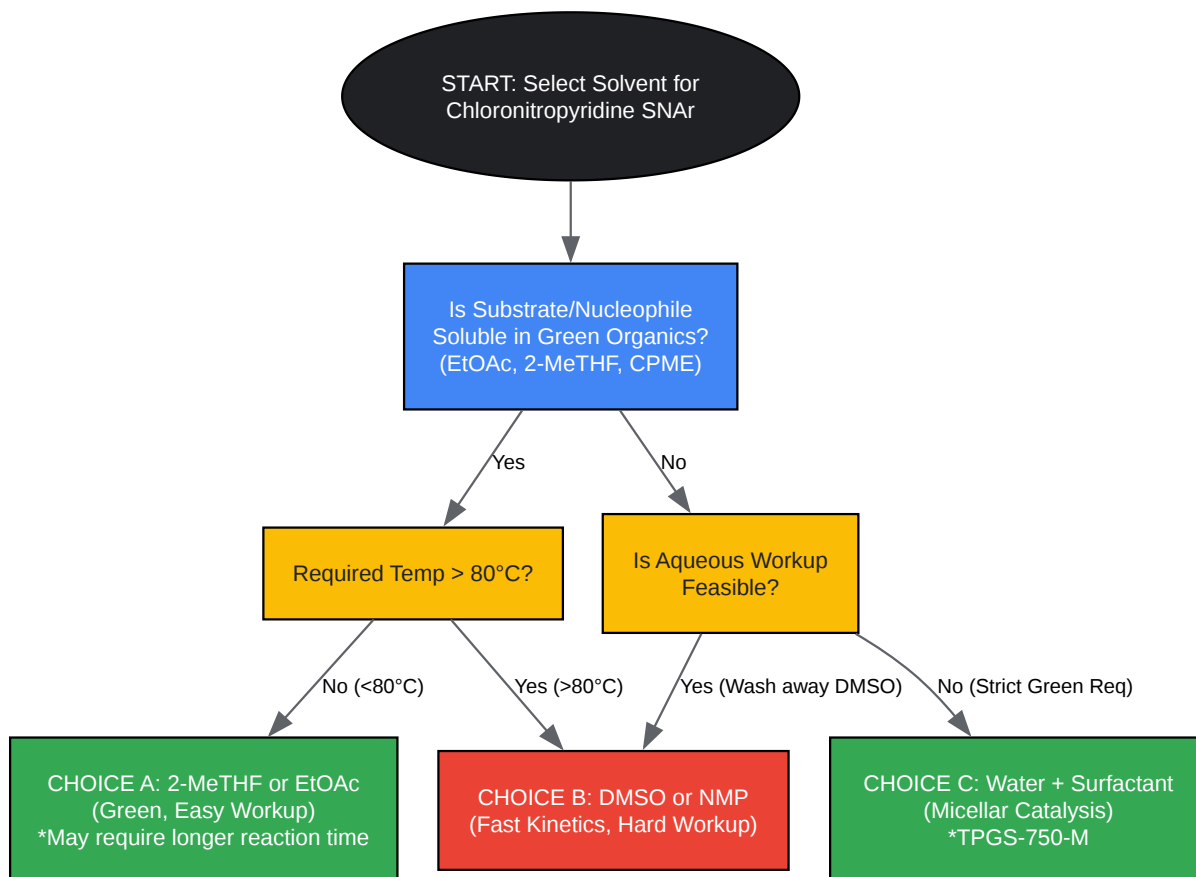 START: Select Solvent for
Chloronitropyridine SNAr
Is Substrate/Nucleophile
Soluble in Green Organics?
(EtOAc, 2-MeTHF, CPME)
Yes
No
Required Temp > 80°C?
Is Aqueous Workup
Feasible?
No (<80°C)
Yes (>80°C)
Yes (Wash away DMSO)
No (Strict Green Req)
CHOICE A: 2-MeTHF or EtOAc
(Green, Easy Workup)
*May require longer reaction time
CHOICE B: DMSO or NMP
(Fast Kinetics, Hard Workup)
CHOICE C: Water + Surfactant
(Micellar Catalysis)
*TPGS-750-M